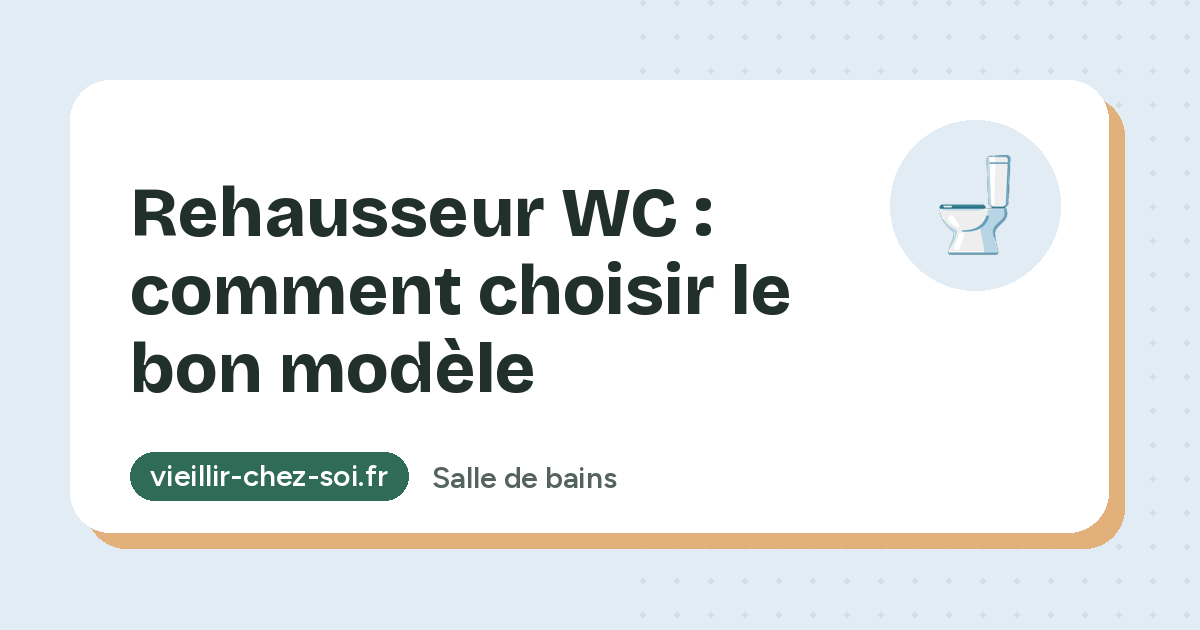 Rehausseur WC :
comment choisir le
bon modèle
vieillir-chez-soi.fr
Salle de bains